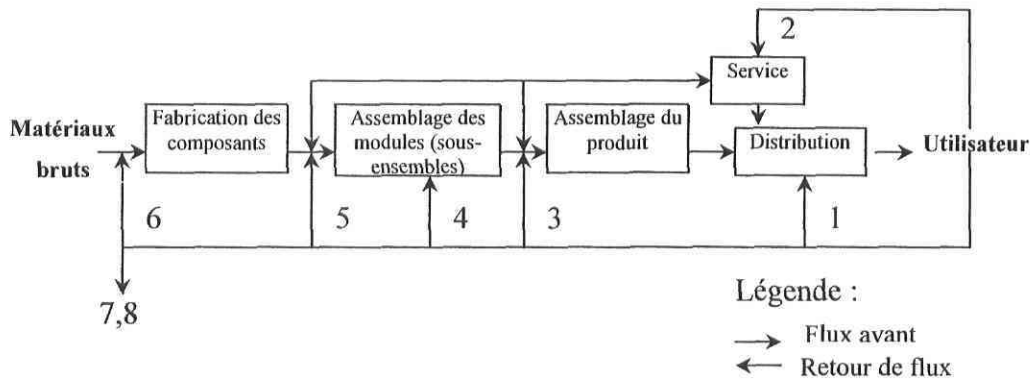 2
Service
Matériaux
bruts
Fabrication des
composants
Assemblage des
modules (sous-
ensembles)
Assemblage du
produit
Distribution
Utilisateur
6
5
4
3
1
7,8
Légende :
Flux avant
Retour de flux